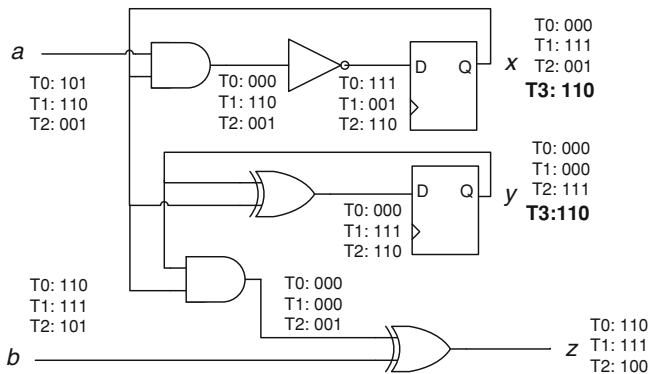 a
T0: 101
T1: 110
T2: 001
T0: 000
T1: 110
T2: 001
T0: 111
T1: 001
T2: 110
D Q
x
T0: 000
T1: 111
T2: 001
T3: 110
T0: 000
T1: 111
T2: 110
D Q
y
T0: 000
T1: 000
T2: 111
T3:110
T0: 110
T1: 111
T2: 101
T0: 000
T1: 000
T2: 001
b
z
T0: 110
T1: 111
T2: 100